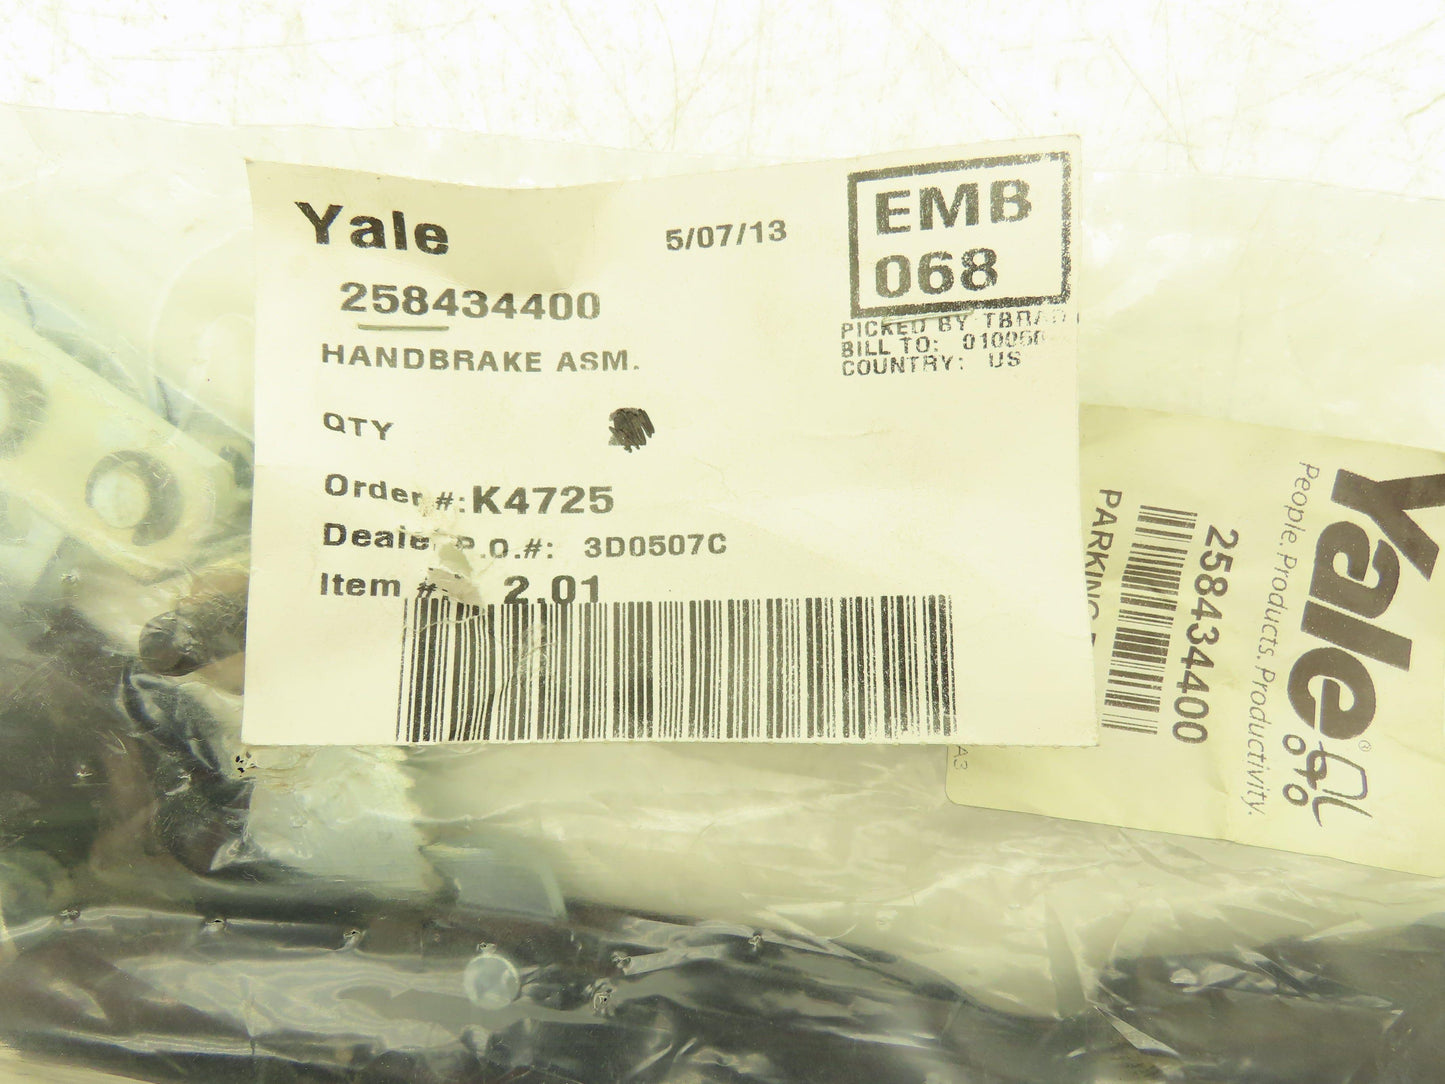 Yale
5/07/13
EMB
068
258434400
PICKED BY
BILL TO:
COUNTRY: US
HANDBRAKE ASM.
QTY
Order #: K4725
Dealer P.O.#: 3D0507C
Item #: 2.01
Yale®
People. Products. Productivity.
258434400
PARKING
A3